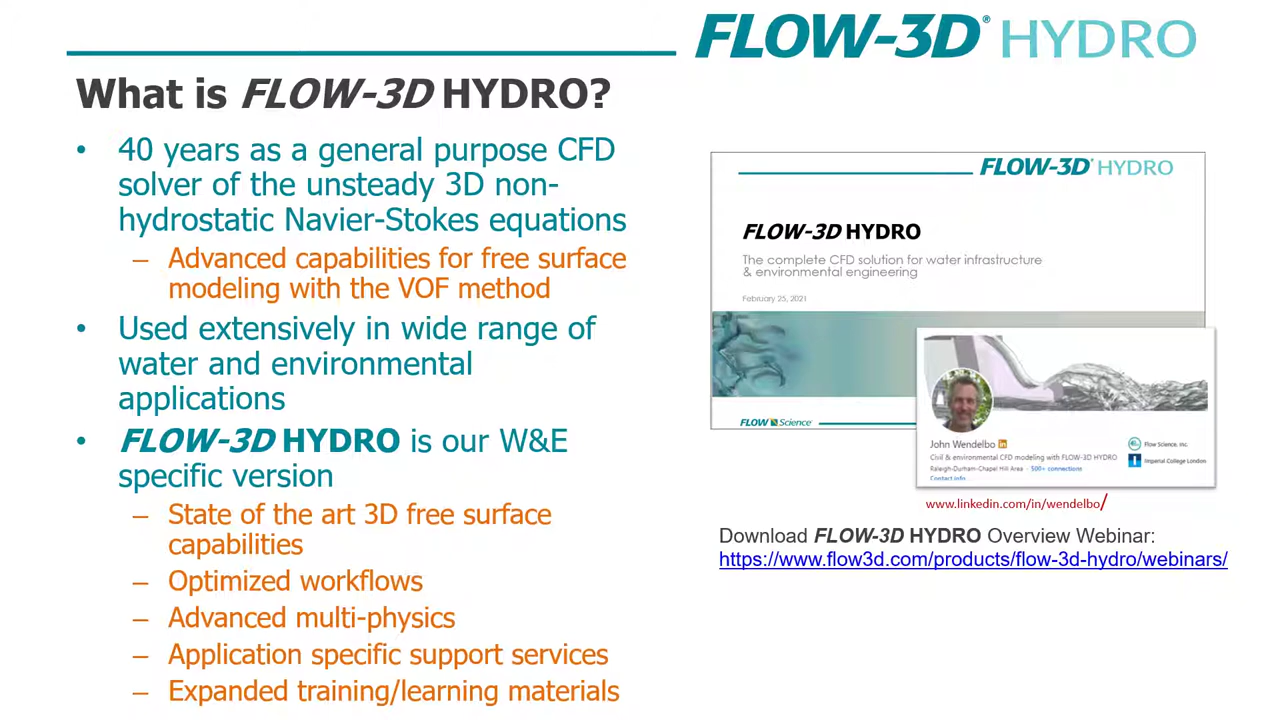 FLOW-3D® HYDRO
What is FLOW-3D HYDRO?
• 40 years as a general purpose CFD
solver of the unsteady 3D non-
hydrostatic Navier-Stokes equations
– Advanced capabilities for free surface
modeling with the VOF method
• Used extensively in wide range of
water and environmental
applications
• FLOW-3D HYDRO is our W&E
specific version
– State of the art 3D free surface
capabilities
– Optimized workflows
– Advanced multi-physics
– Application specific support services
– Expanded training/learning materials
FLOW-3D® HYDRO
FLOW-3D HYDRO
The complete CFD solution for water infrastructure
& environmental engineering
February 25, 2021
FLOW Science
John Wendelbo in
Civil & environmental CFD modeling with FLOW-3D HYDRO
Raleigh-Durham-Chapel Hill Area · 500+ connections
Contact info
Flow Science, Inc
Imperial College London
www.linkedin.com/in/wendelbo/
Download FLOW-3D HYDRO Overview Webinar:
https://www.flow3d.com/products/flow-3d-hydro/webinars/